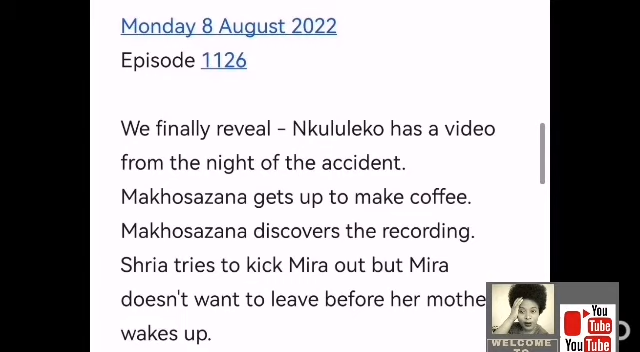 Monday 8 August 2022
Episode 1126
We finally reveal - Nkululeko has a video
from the night of the accident.
Makhosazana gets up to make coffee.
Makhosazana discovers the recording.
Shria tries to kick Mira out but Mira
doesn't want to leave before her mothe
wakes up.
You
Tube
YouTube
WELCOME
TO